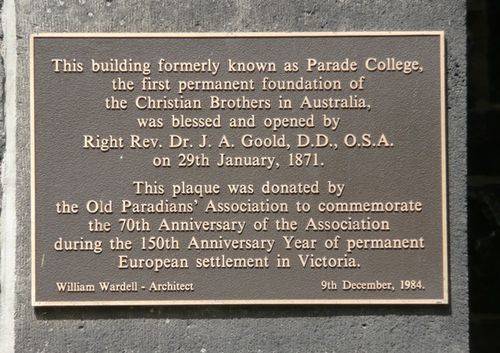 This building formerly known as Parade College,
the first permanent foundation of
the Christian Brothers in Australia,
was blessed and opened by
Right Rev. Dr. J. A. Goold, D.D., O.S.A.
on 29th January, 1871.
This plaque was donated by
the Old Paradians' Association to commemorate
the 70th Anniversary of the Association
during the 150th Anniversary Year of permanent
European settlement in Victoria.
William Wardell - Architect 9th December, 1984.